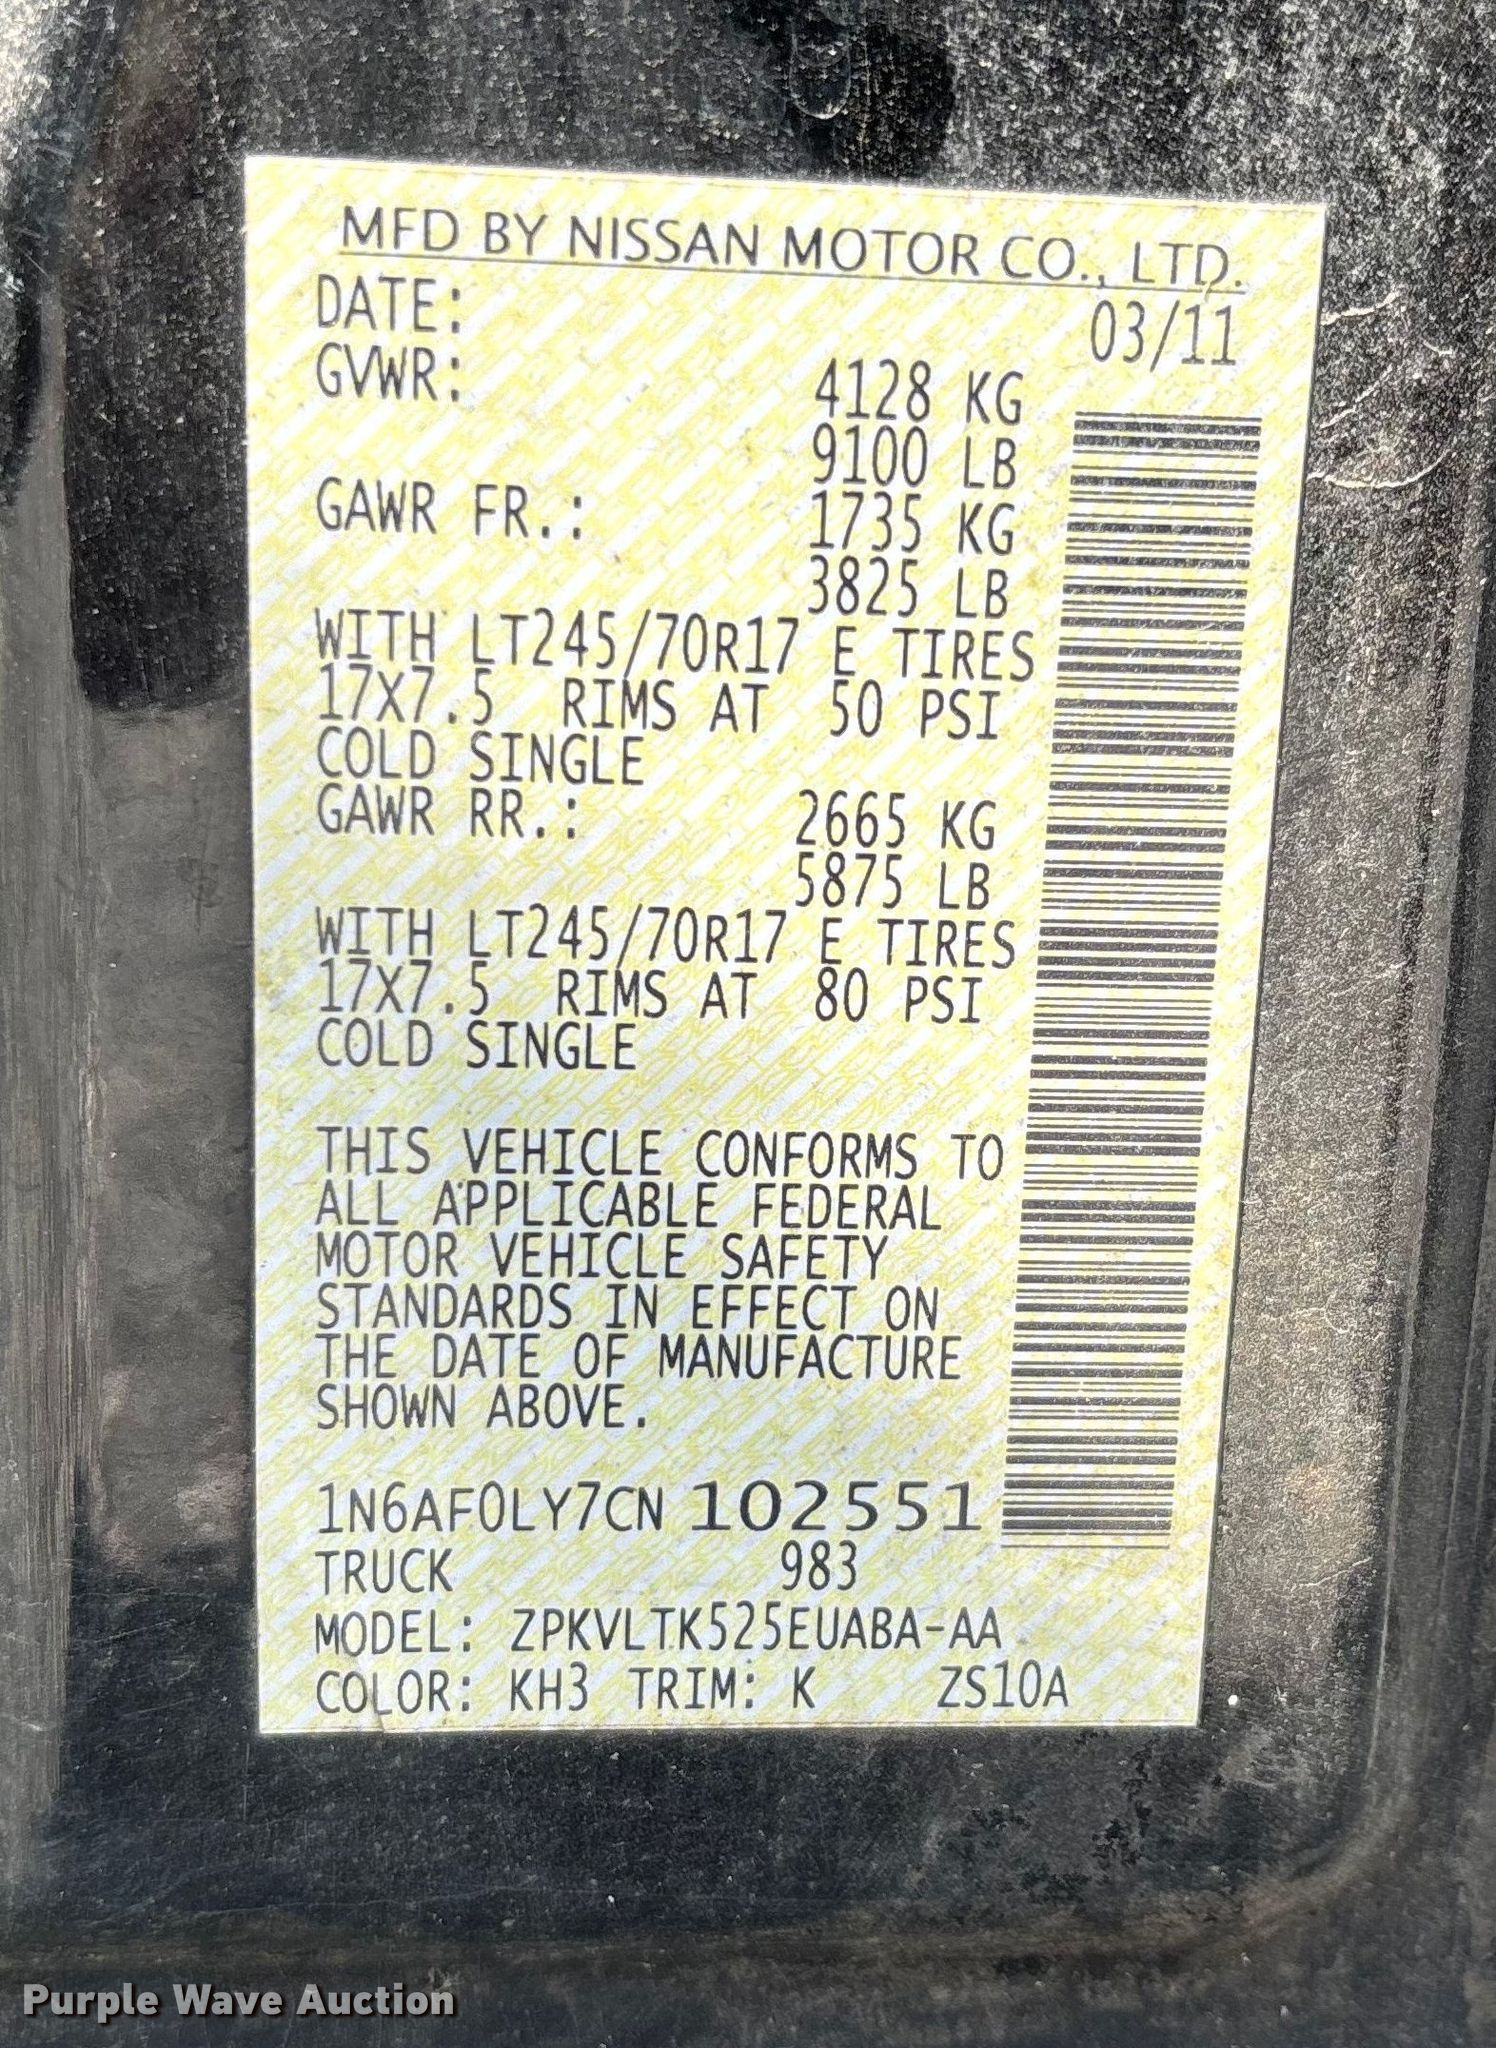 MFD BY NISSAN MOTOR CO., LTD.
DATE: 03/11
GVWR: 4128 KG
9100 LB
GAWR FR.: 1735 KG
3825 LB
WITH LT245/70R17 E TIRES
17X7.5 RIMS AT 50 PSI
COLD SINGLE
GAWR RR.: 2665 KG
5875 LB
WITH LT245/70R17 E TIRES
17X7.5 RIMS AT 80 PSI
COLD SINGLE
THIS VEHICLE CONFORMS TO
ALL APPLICABLE FEDERAL
MOTOR VEHICLE SAFETY
STANDARDS IN EFFECT ON
THE DATE OF MANUFACTURE
SHOWN ABOVE.
1N6AF0LY7CN 102551
TRUCK 983
MODEL: ZPKVLTK525EUABA-AA
COLOR: KH3 TRIM: K ZS10A
Purple Wave Auction